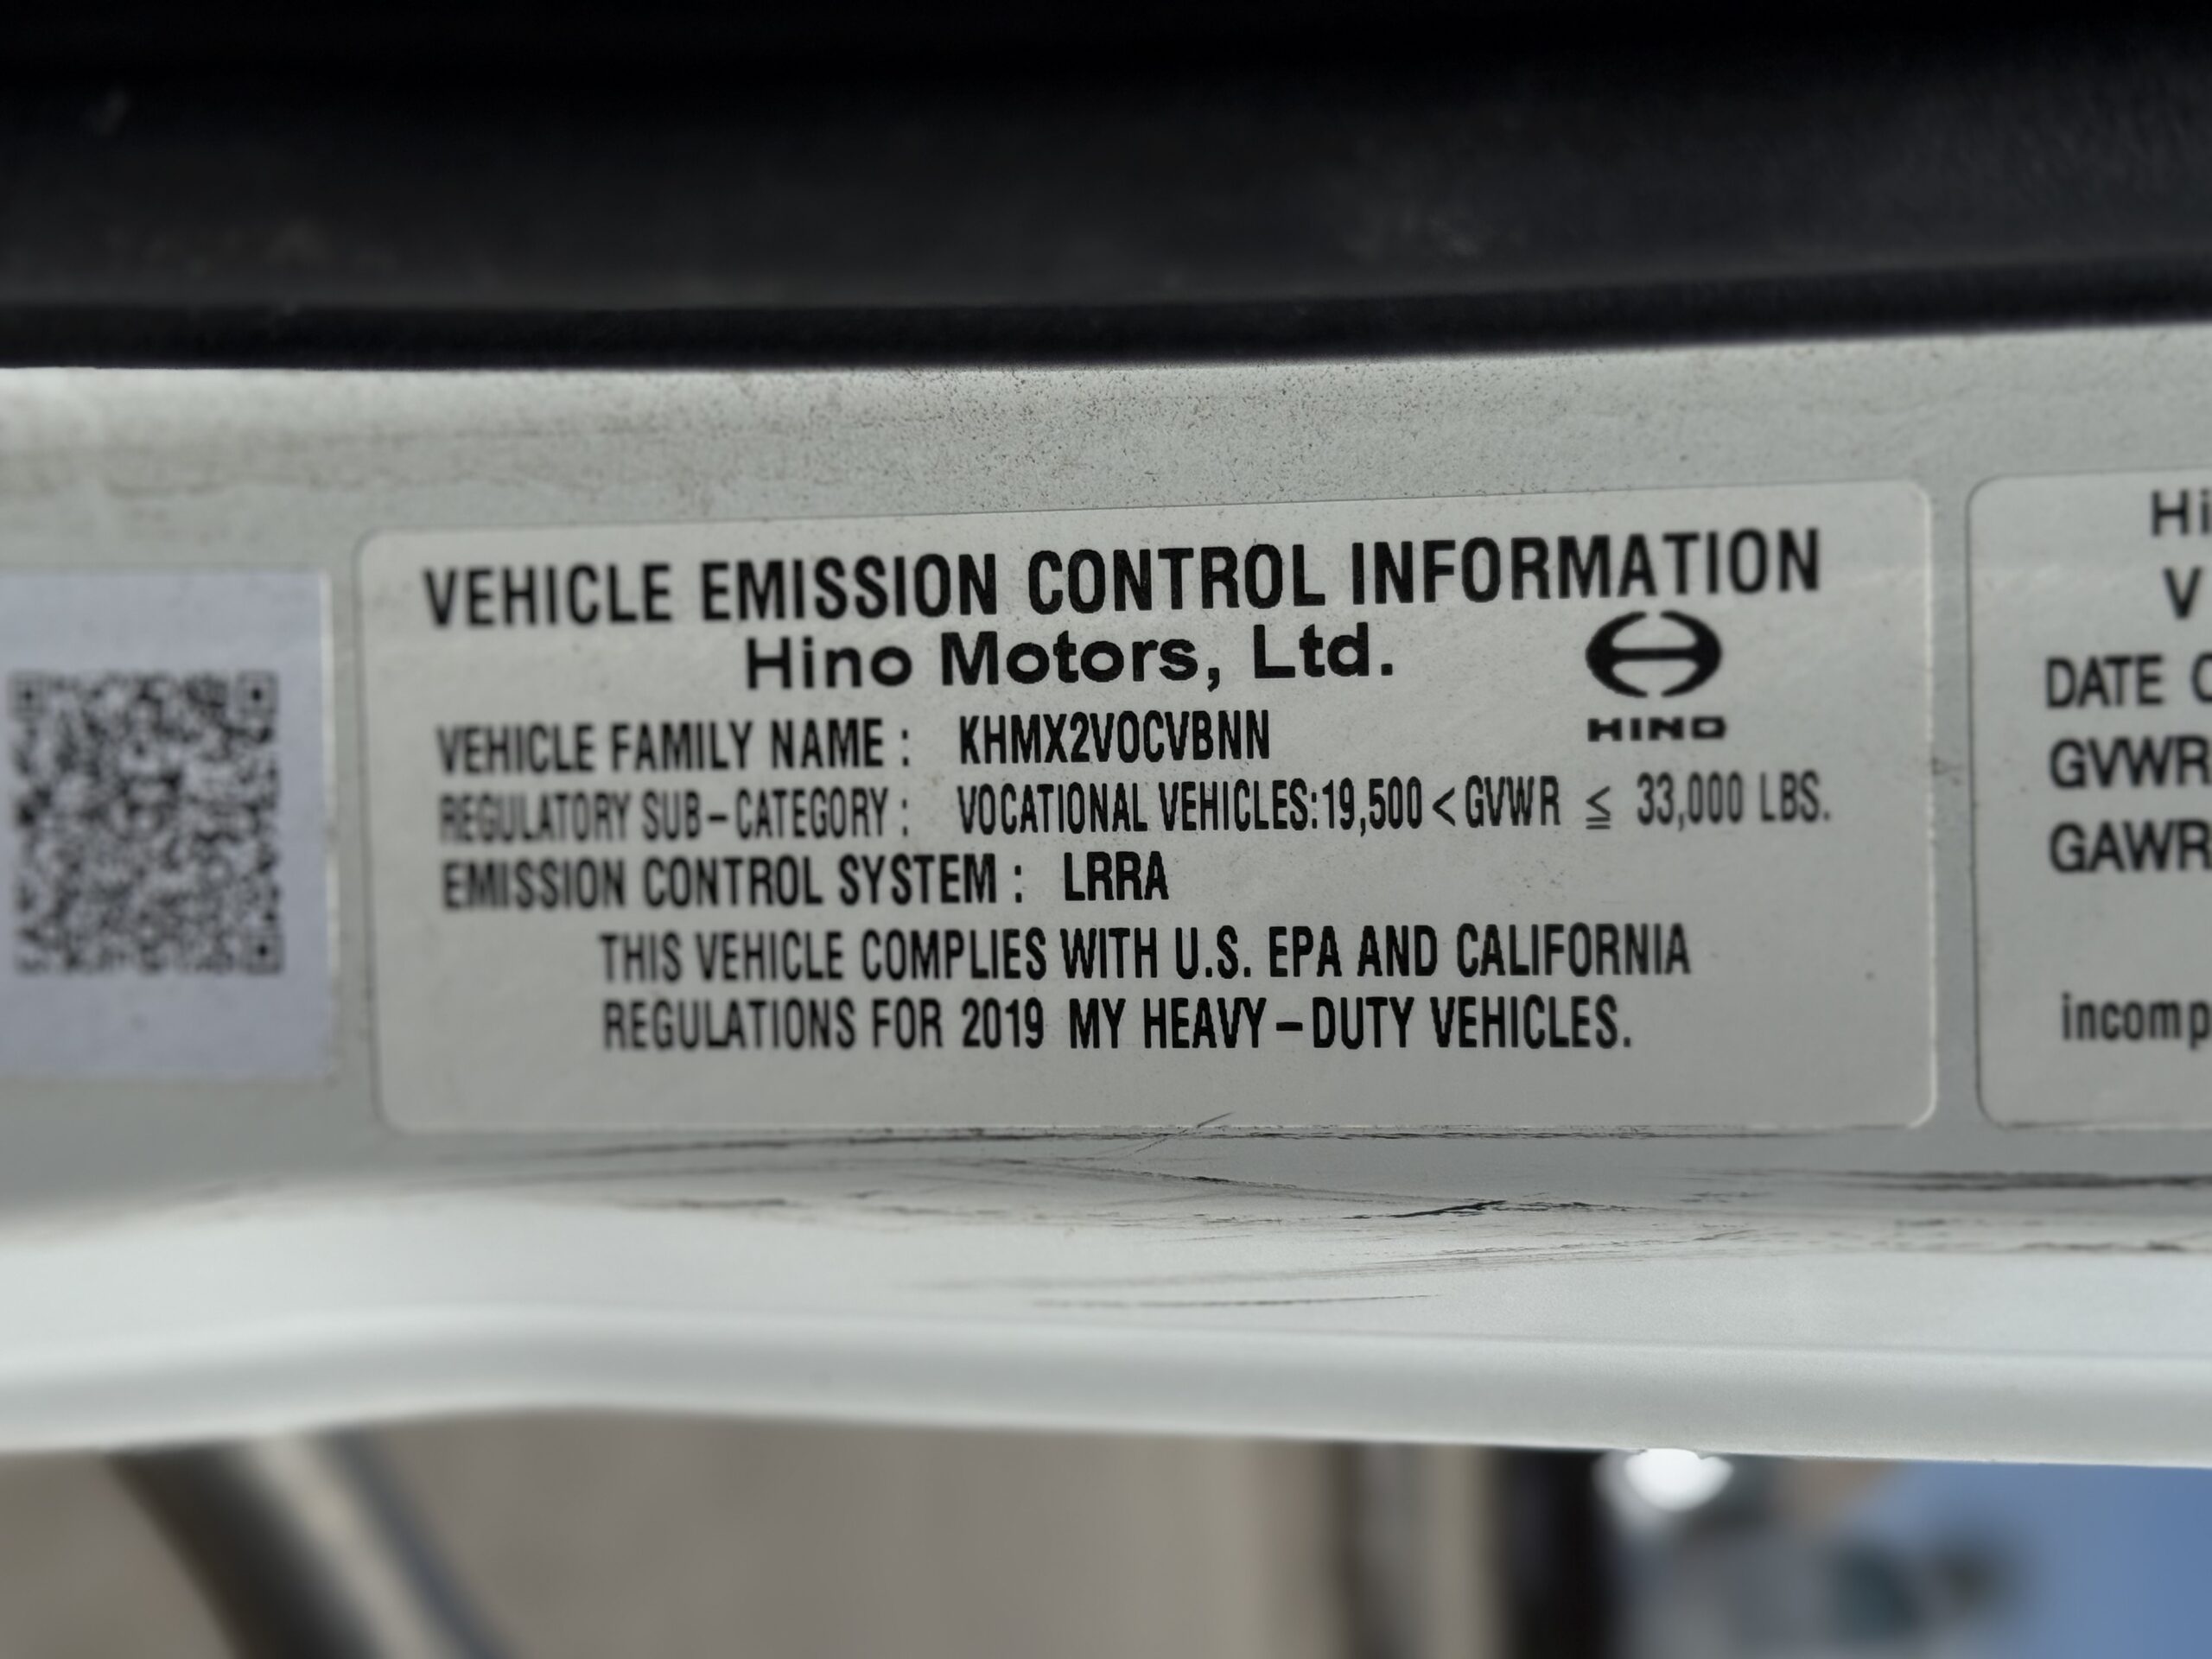 VEHICLE EMISSION CONTROL INFORMATION
Hino Motors, Ltd.
HINO
VEHICLE FAMILY NAME : KHMX2VOCVBNN
REGULATORY SUB-CATEGORY : VOCATIONAL VEHICLES:19,500<GVWR ≦ 33,000 LBS.
EMISSION CONTROL SYSTEM : LRRA
THIS VEHICLE COMPLIES WITH U.S. EPA AND CALIFORNIA
REGULATIONS FOR 2019 MY HEAVY-DUTY VEHICLES.
Hi
V
DATE
GVWR
GAWR
incomp